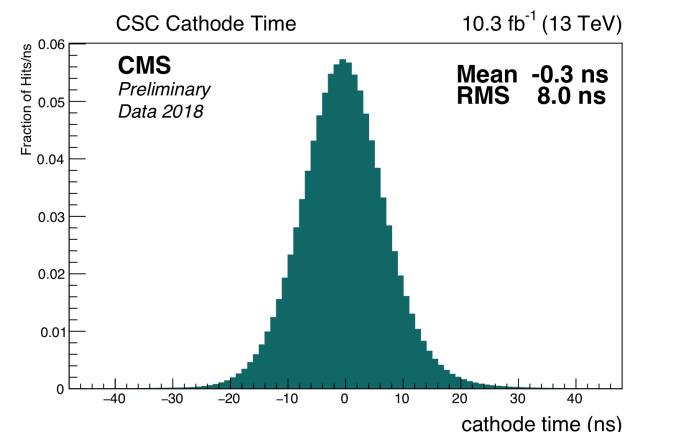 CSC Cathode Time
10.3 fb-1 (13 TeV)
Fraction of Hits/ns
0.06
0.05
0.04
0.03
0.02
0.01
0
CMS
Preliminary
Data 2018
Mean -0.3 ns
RMS 8.0 ns
−40 −30 −20 −10 0 10 20 30 40
cathode time (ns)